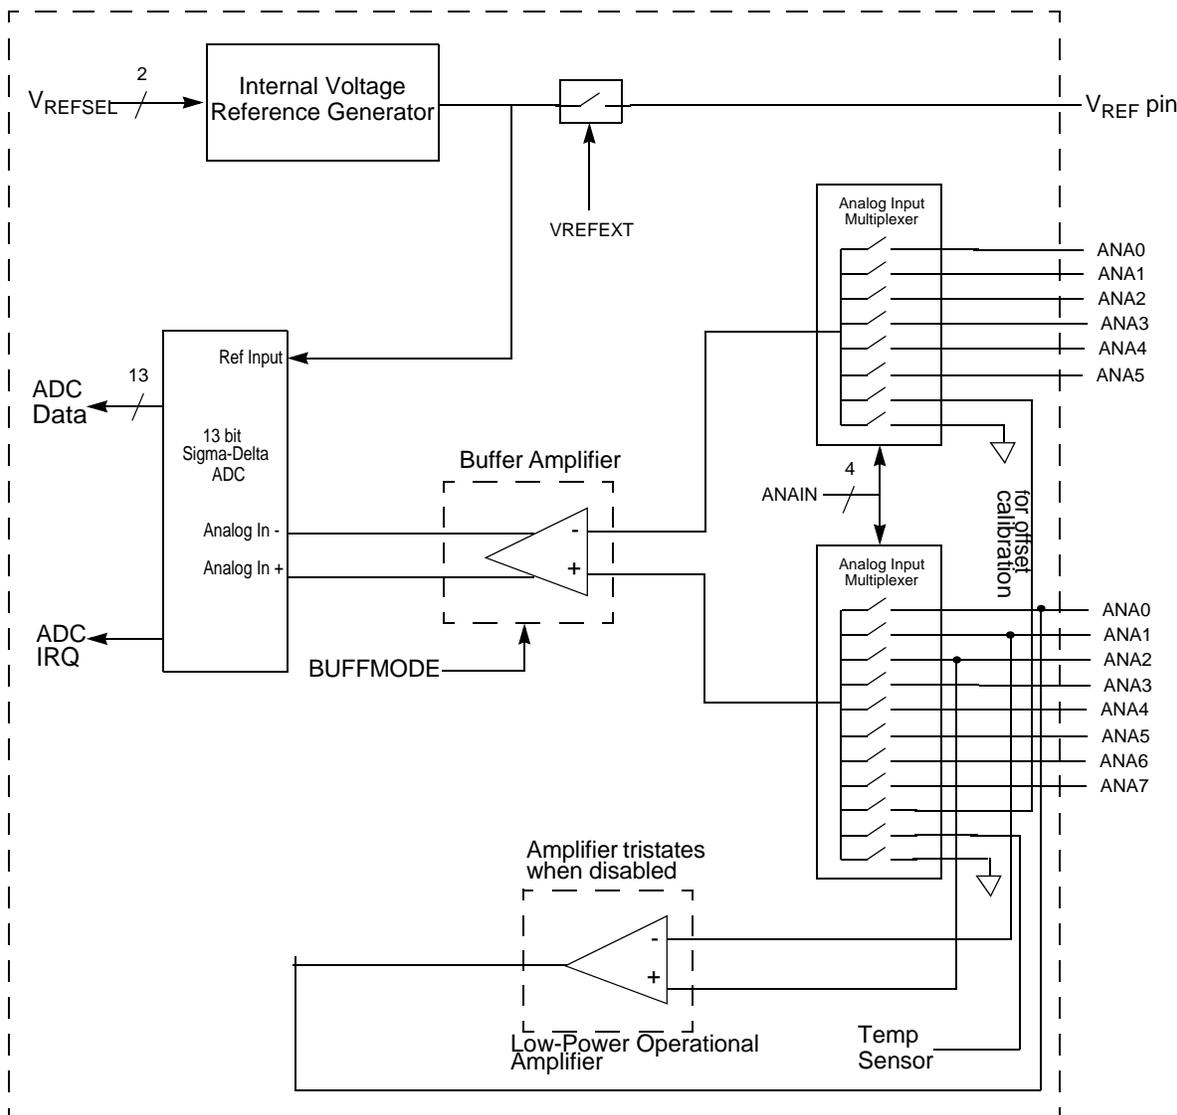 2
V_REFSEL
Internal Voltage
Reference Generator
V_REF pin
VREFEXT
Analog Input
Multiplexer
ANA0
ANA1
ANA2
ANA3
ANA4
ANA5
Ref Input
13
ADC
Data
13 bit
Sigma-Delta
ADC
Analog In -
Analog In +
ADC
IRQ
Buffer Amplifier
-
+
BUFFMODE
4
ANAIN
for offset
calibration
Analog Input
Multiplexer
ANA0
ANA1
ANA2
ANA3
ANA4
ANA5
ANA6
ANA7
Amplifier tristates
when disabled
-
+
Low-Power Operational
Amplifier
Temp
Sensor